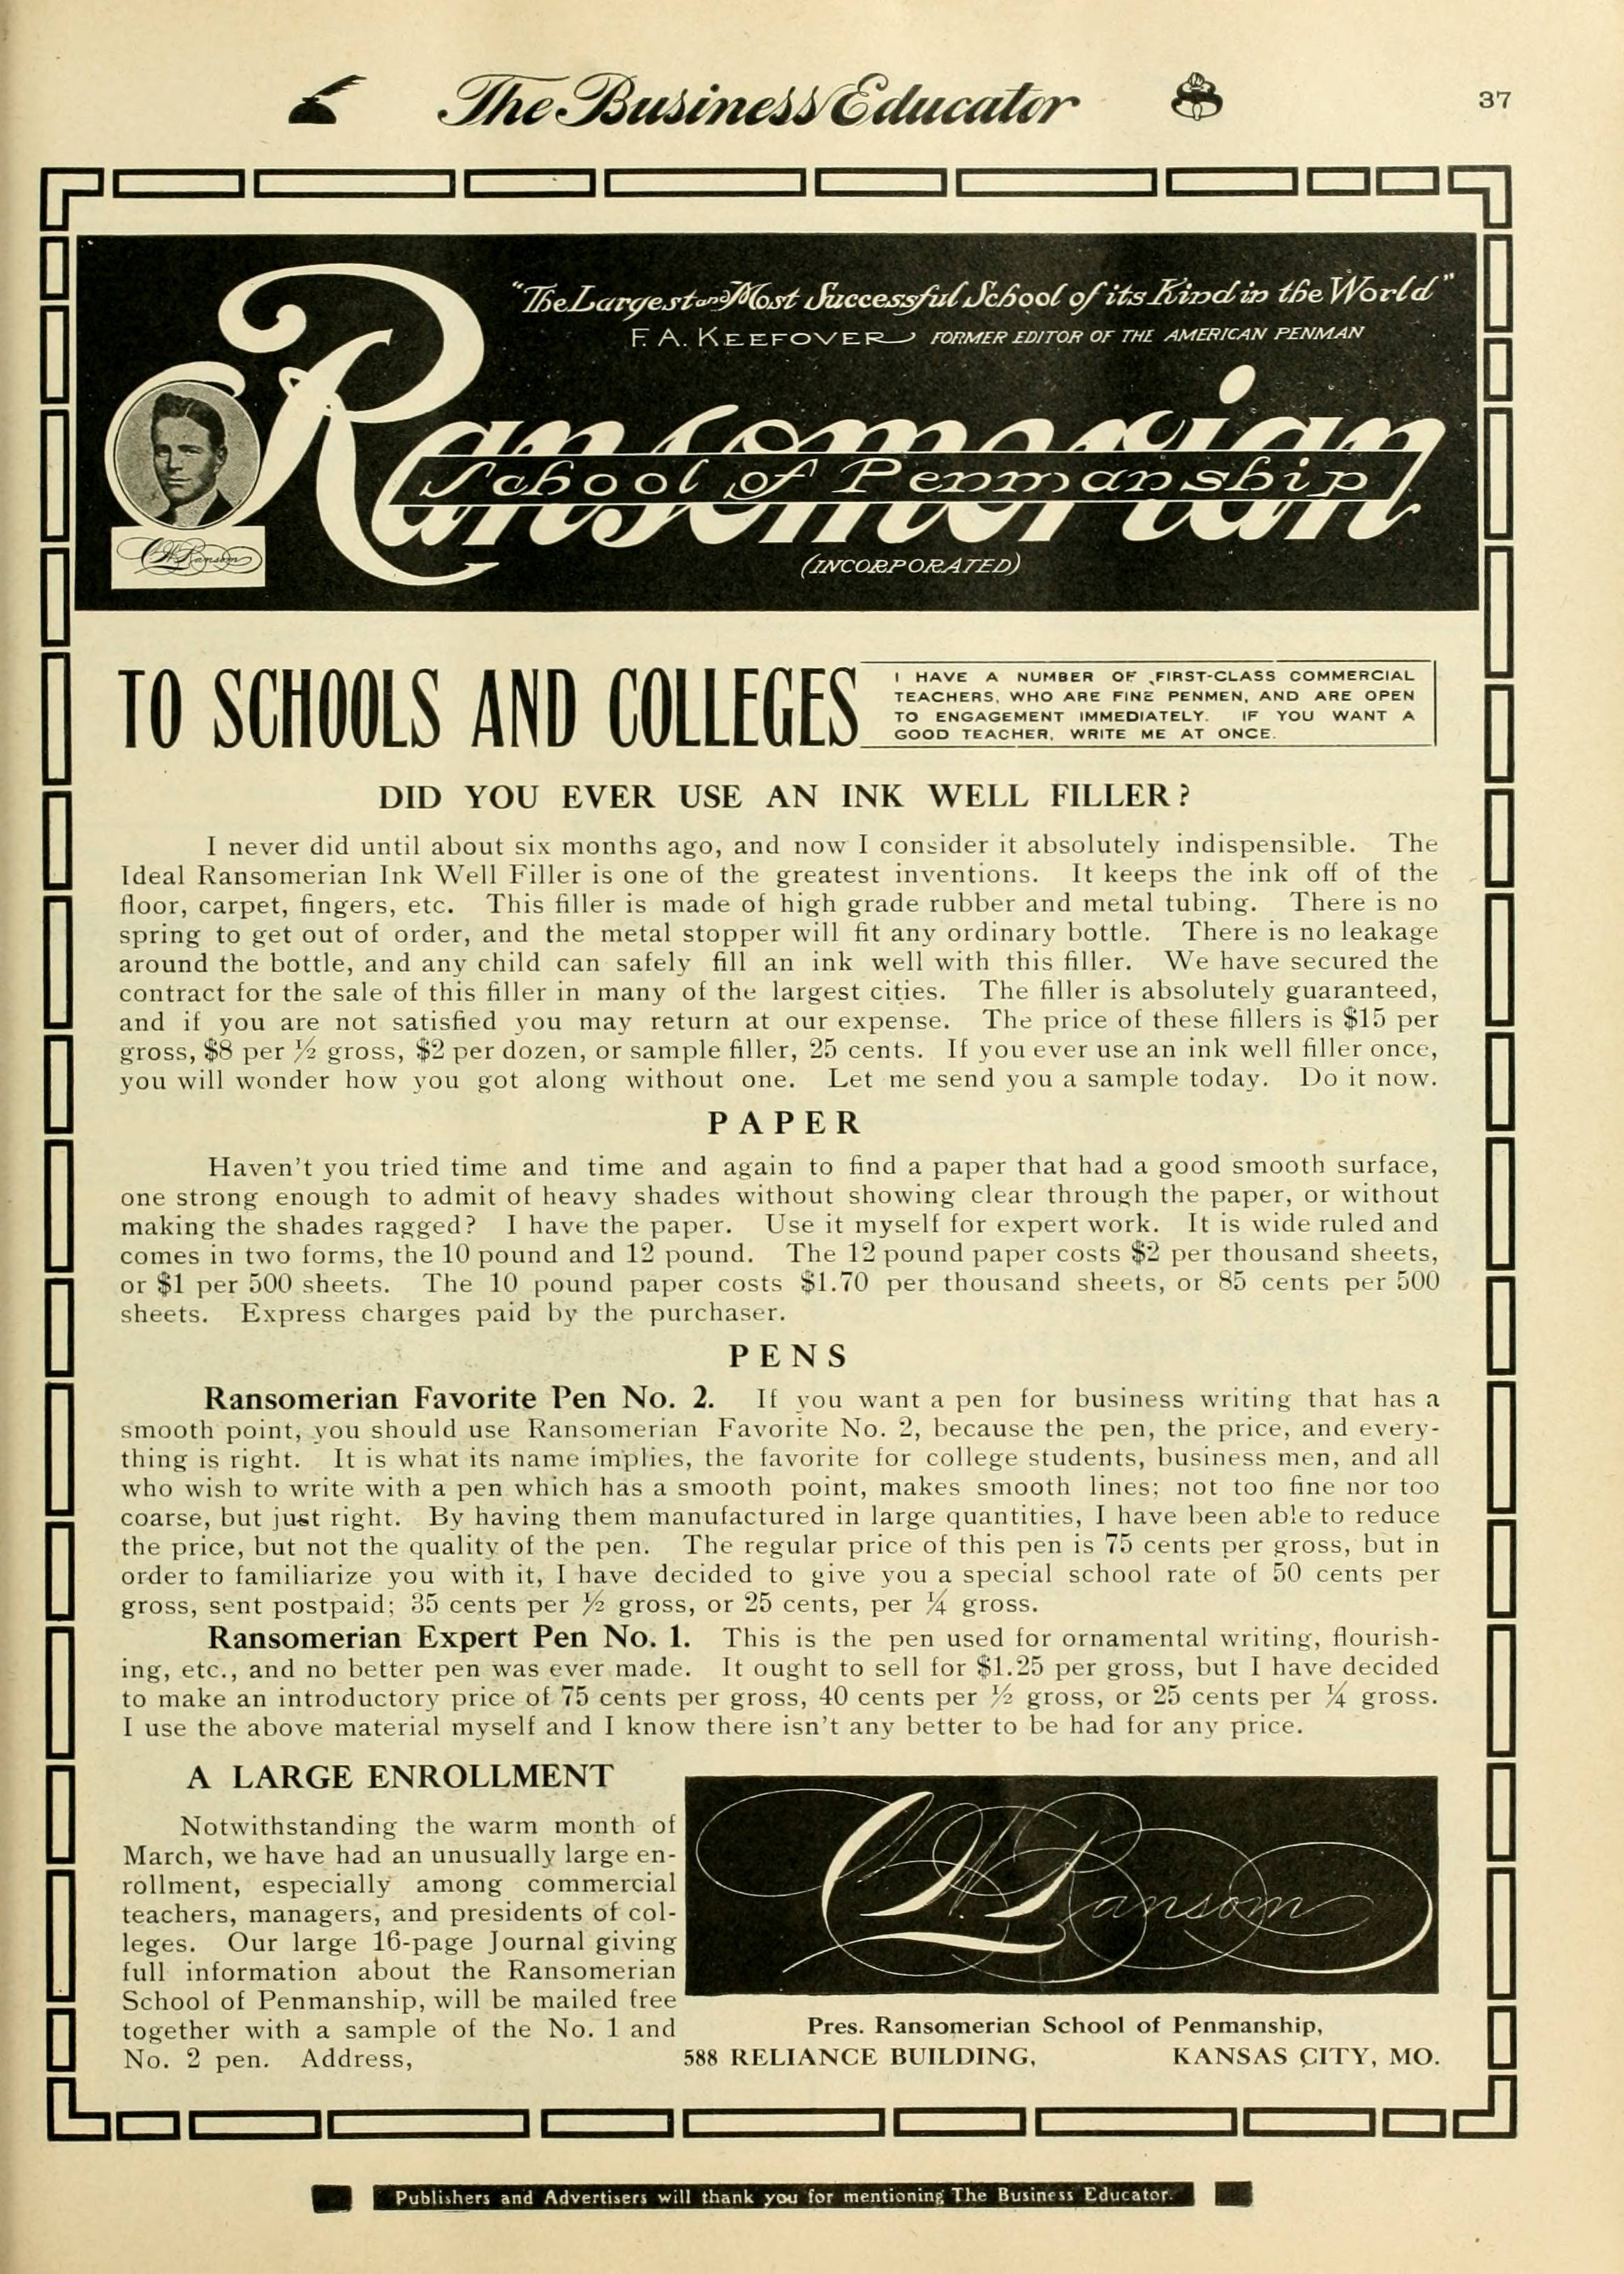 The Business Educator
37
"The Largest and Most Successful School of its Kind in the World"
F. A. KEEFOVER FORMER EDITOR OF THE AMERICAN PENMAN
Ransomerian
School of Penmanship
(INCORPORATED)
C W Ransom
TO SCHOOLS AND COLLEGES
I HAVE A NUMBER OF FIRST-CLASS COMMERCIAL
TEACHERS, WHO ARE FINE PENMEN, AND ARE OPEN
TO ENGAGEMENT IMMEDIATELY. IF YOU WANT A
GOOD TEACHER, WRITE ME AT ONCE.
DID YOU EVER USE AN INK WELL FILLER?
I never did until about six months ago, and now I consider it absolutely indispensible. The
Ideal Ransomerian Ink Well Filler is one of the greatest inventions. It keeps the ink off of the
floor, carpet, fingers, etc. This filler is made of high grade rubber and metal tubing. There is no
spring to get out of order, and the metal stopper will fit any ordinary bottle. There is no leakage
around the bottle, and any child can safely fill an ink well with this filler. We have secured the
contract for the sale of this filler in many of the largest cities. The filler is absolutely guaranteed,
and if you are not satisfied you may return at our expense. The price of these fillers is $15 per
gross, $8 per ½ gross, $2 per dozen, or sample filler, 25 cents. If you ever use an ink well filler once,
you will wonder how you got along without one. Let me send you a sample today. Do it now.
PAPER
Haven't you tried time and time and again to find a paper that had a good smooth surface,
one strong enough to admit of heavy shades without showing clear through the paper, or without
making the shades ragged? I have the paper. Use it myself for expert work. It is wide ruled and
comes in two forms, the 10 pound and 12 pound. The 12 pound paper costs $2 per thousand sheets,
or $1 per 500 sheets. The 10 pound paper costs $1.70 per thousand sheets, or 85 cents per 500
sheets. Express charges paid by the purchaser.
PENS
Ransomerian Favorite Pen No. 2. If you want a pen for business writing that has a
smooth point, you should use Ransomerian Favorite No. 2, because the pen, the price, and every-
thing is right. It is what its name implies, the favorite for college students, business men, and all
who wish to write with a pen which has a smooth point, makes smooth lines; not too fine nor too
coarse, but just right. By having them manufactured in large quantities, I have been able to reduce
the price, but not the quality of the pen. The regular price of this pen is 75 cents per gross, but in
order to familiarize you with it, I have decided to give you a special school rate of 50 cents per
gross, sent postpaid; 35 cents per ½ gross, or 25 cents, per ¼ gross.
Ransomerian Expert Pen No. 1. This is the pen used for ornamental writing, flourish-
ing, etc., and no better pen was ever made. It ought to sell for $1.25 per gross, but I have decided
to make an introductory price of 75 cents per gross, 40 cents per ½ gross, or 25 cents per ¼ gross.
I use the above material myself and I know there isn't any better to be had for any price.
A LARGE ENROLLMENT
Notwithstanding the warm month of
March, we have had an unusually large en-
rollment, especially among commercial
teachers, managers, and presidents of col-
leges. Our large 16-page Journal giving
full information about the Ransomerian
School of Penmanship, will be mailed free
together with a sample of the No. 1 and
No. 2 pen. Address,
C W Ransom
Pres. Ransomerian School of Penmanship,
588 RELIANCE BUILDING, KANSAS CITY, MO.
Publishers and Advertisers will thank you for mentioning The Business Educator.